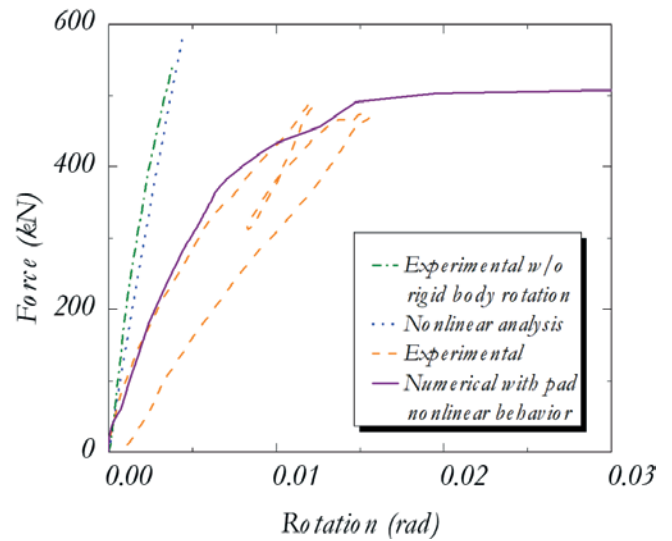 600
400
200
0
Force (kN)
0.00
0.01
0.02
0.03
Rotation (rad)
Experimental w/o
rigid body rotation
Nonlinear analysis
Experimental
Numerical with pad
nonlinear behavior